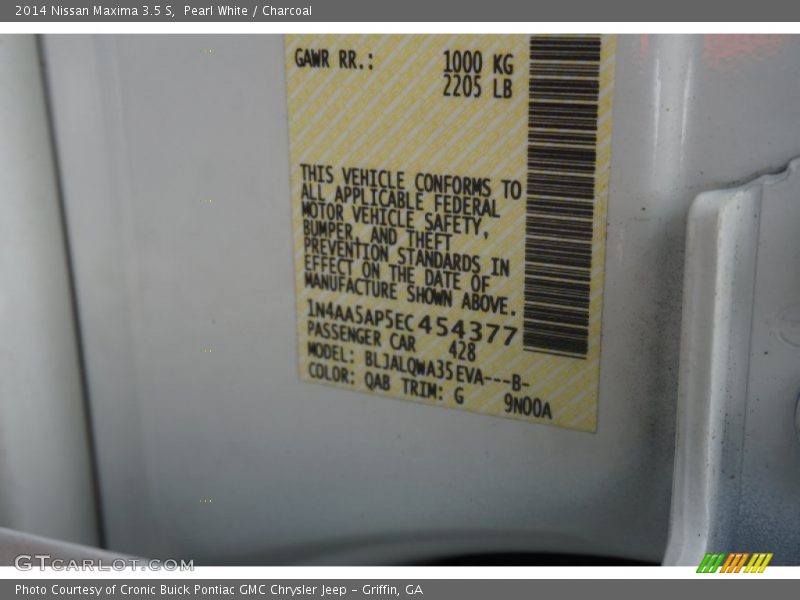 2014 Nissan Maxima 3.5 S, Pearl White / Charcoal
GAWR RR.: 1000 KG
2205 LB
THIS VEHICLE CONFORMS TO
ALL APPLICABLE FEDERAL
MOTOR VEHICLE SAFETY,
BUMPER, AND THEFT
PREVENTION STANDARDS IN
EFFECT ON THE DATE OF
MANUFACTURE SHOWN ABOVE.
1N4AA5AP5EC454377
PASSENGER CAR 428
MODEL: BLJALQWA35EVA---B-
COLOR: QAB TRIM: G 9N00A
GTCARLOT.COM
Photo Courtesy of Cronic Buick Pontiac GMC Chrysler Jeep - Griffin, GA